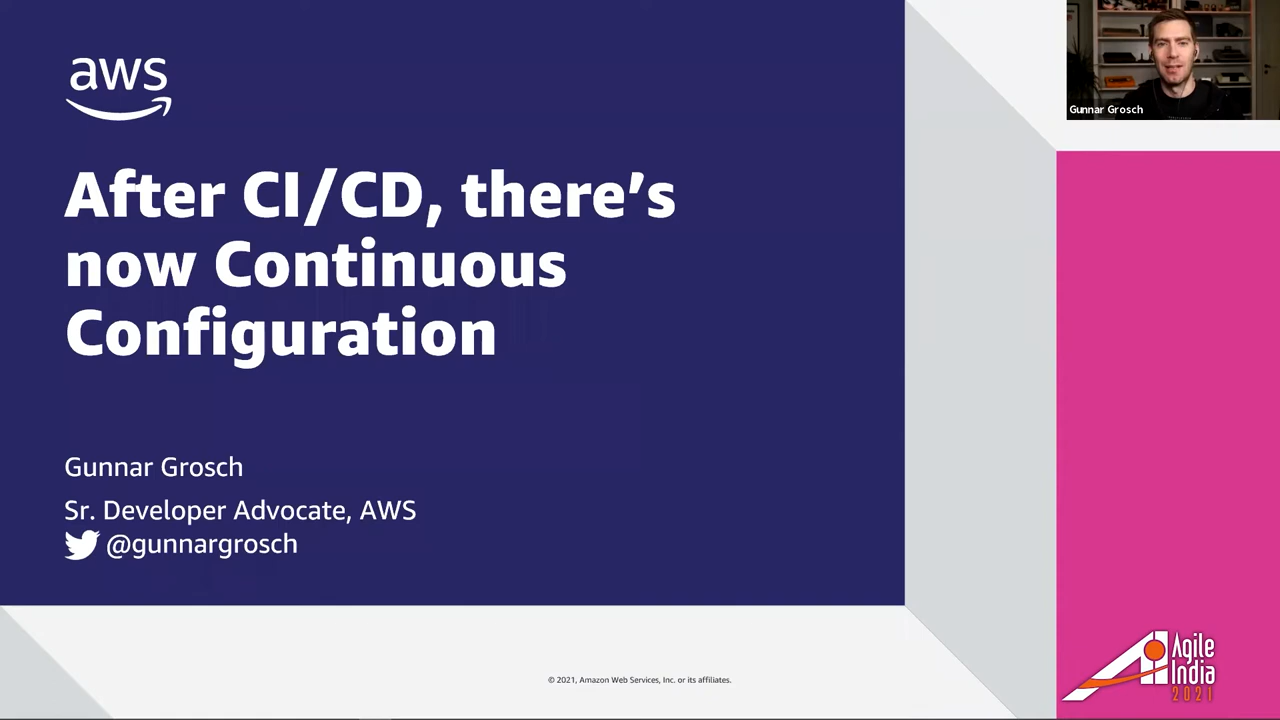 aws
Gunnar Grosch
After CI/CD, there’s
now Continuous
Configuration
Gunnar Grosch
Sr. Developer Advocate, AWS
@gunnargrosch
© 2021, Amazon Web Services, Inc. or its affiliates.
Agile
India
2021